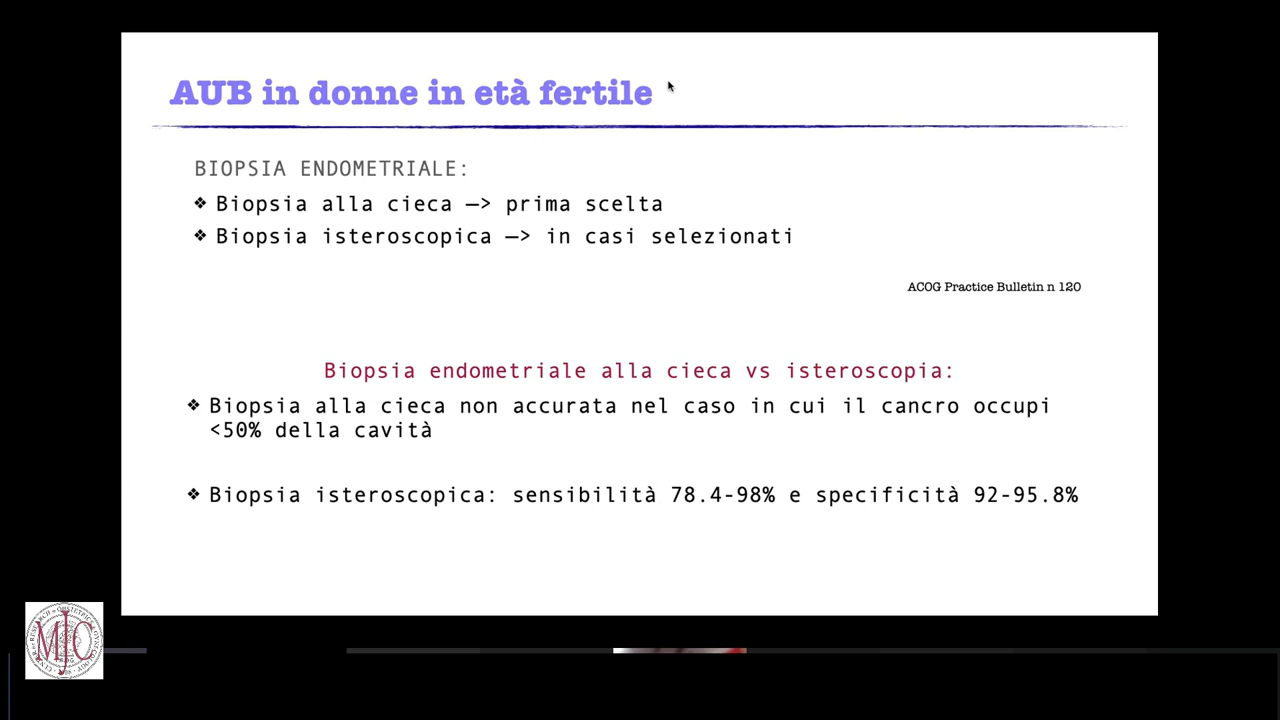 AUB in donne in età fertile
BIOPSIA ENDOMETRIALE:
❖ Biopsia alla cieca —> prima scelta
❖ Biopsia isteroscopica —> in casi selezionati
ACOG Practice Bulletin n 120
Biopsia endometriale alla cieca vs isteroscopia:
❖ Biopsia alla cieca non accurata nel caso in cui il cancro occupi
<50% della cavità
❖ Biopsia isteroscopica: sensibilità 78.4-98% e specificità 92-95.8%
MJC